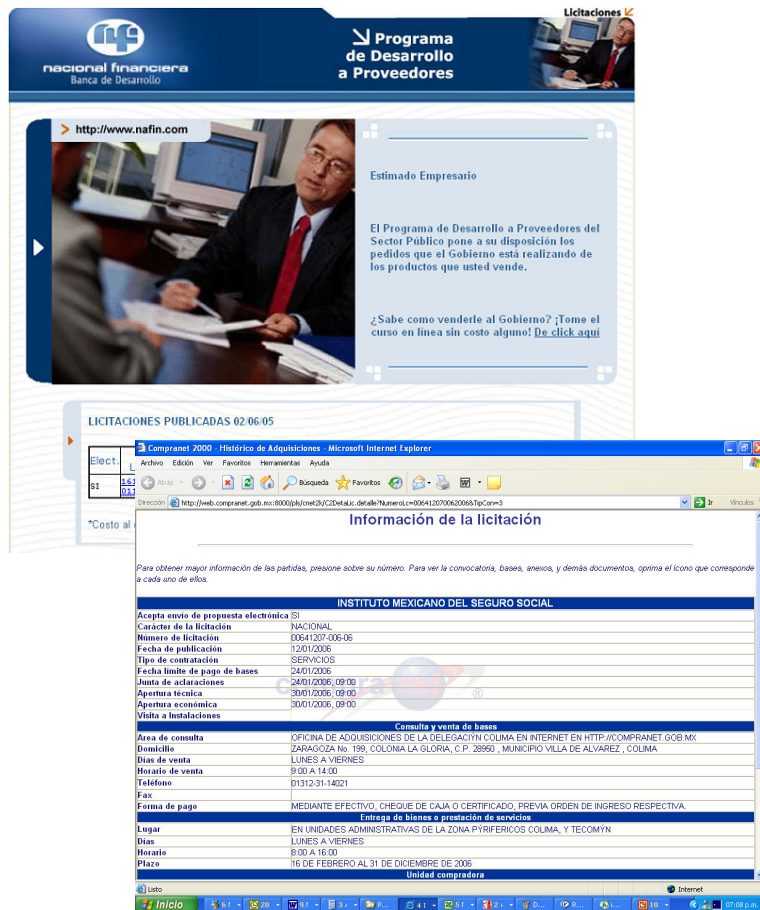 Licitaciones
nacional financiera
Banca de Desarrollo
Programa
de Desarrollo
a Proveedores
http://www.nafin.com
Estimado Empresario
El Programa de Desarrollo a Proveedores del
Sector Público pone a su disposición los
pedidos que el Gobierno está realizando de
los productos que usted vende.
¿Sabe como venderle al Gobierno? ¡Tome el
curso en línea sin costo alguno! De click aquí
LICITACIONES PUBLICADAS 02/06/05
Elect.
SI
*Costo al
Compranet 2000 - Histórico de Adquisiciones - Microsoft Internet Explorer
Archivo Edición Ver Favoritos Herramientas Ayuda
Atrás Búsqueda Favoritos
Dirección http://web.compranet.gob.mx:8000/pls/cnet2k/C2DetaLic.detalle?NumeroLc=006412070062006&TipCon=3 Ir Vínculos
Información de la licitación
Para obtener mayor información de las partidas, presione sobre su número. Para ver la convocatoria, bases, anexos, y demás documentos, oprima el ícono que corresponde
a cada uno de ellos.
INSTITUTO MEXICANO DEL SEGURO SOCIAL
Acepta envío de propuesta electrónica SI
Carácter de la licitación NACIONAL
Número de licitación 00641207-006-06
Fecha de publicación 12/01/2006
Tipo de contratación SERVICIOS
Fecha límite de pago de bases 24/01/2006
Junta de aclaraciones 24/01/2006, 09:00
Apertura técnica 30/01/2006, 09:00
Apertura económica 30/01/2006, 09:00
Visita a Instalaciones
Consulta y venta de bases
Area de consulta OFICINA DE ADQUISICIONES DE LA DELEGACIÝN COLIMA EN INTERNET EN HTTP://COMPRANET.GOB.MX
Domicilio ZARAGOZA No. 199, COLONIA LA GLORIA, C.P. 28950 , MUNICIPIO VILLA DE ALVAREZ , COLIMA
Días de venta LUNES A VIERNES
Horario de venta 9:00 A 14:00
Teléfono 01312-31-14021
Fax
Forma de pago MEDIANTE EFECTIVO, CHEQUE DE CAJA O CERTIFICADO, PREVIA ORDEN DE INGRESO RESPECTIVA.
Entrega de bienes o prestación de servicios
Lugar EN UNIDADES ADMINISTRATIVAS DE LA ZONA PÝRIFERICOS COLIMA, Y TECOMÝN
Días LUNES A VIERNES
Horario 8:00 A 16:00
Plazo 16 DE FEBRERO AL 31 DE DICIEMBRE DE 2006
Unidad compradora
Listo Internet
Inicio 07:08 p.m.